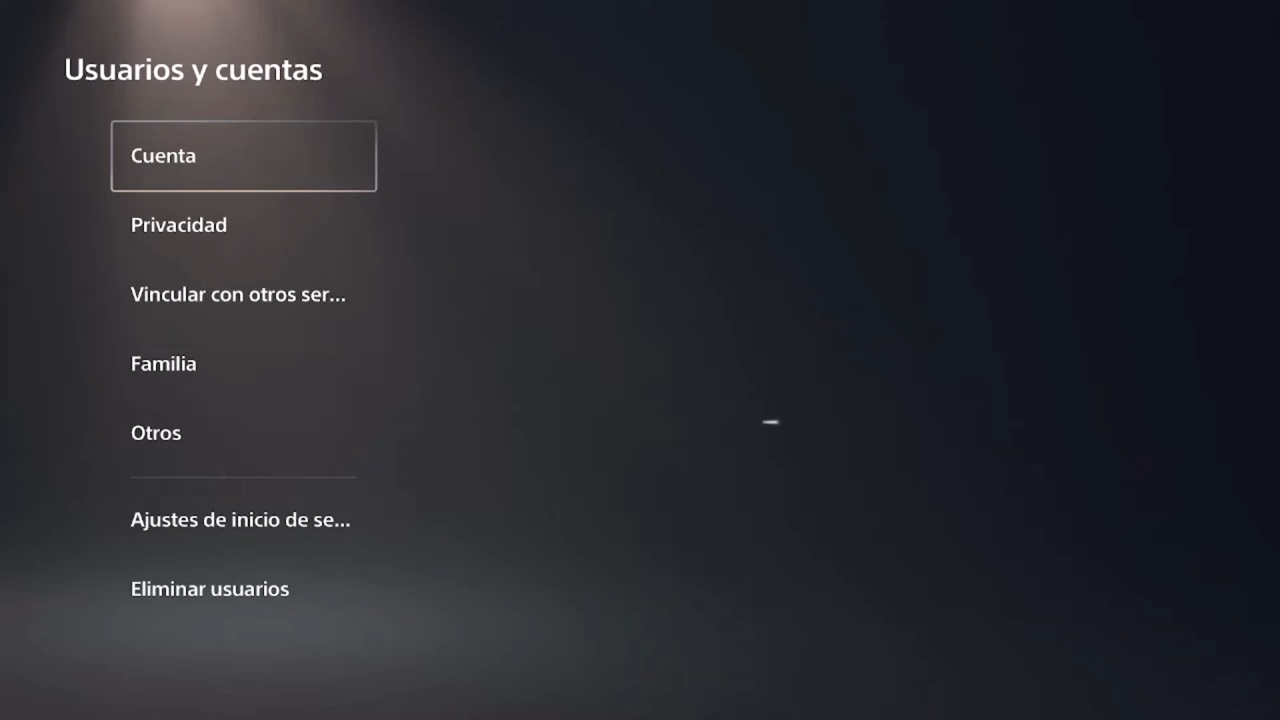 Usuarios y cuentas
Cuenta
Privacidad
Vincular con otros ser...
Familia
Otros
Ajustes de inicio de se...
Eliminar usuarios